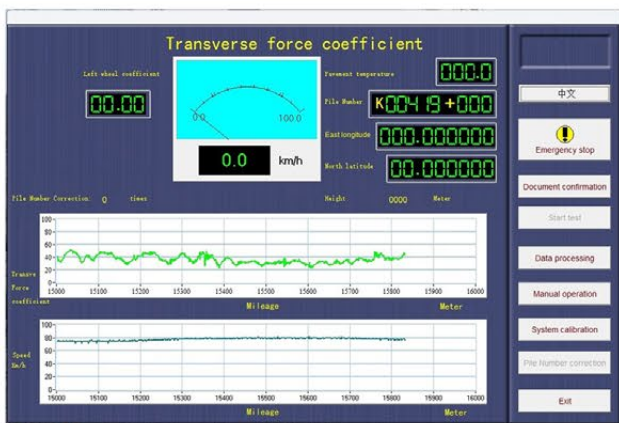 Transverse force coefficient
Left wheel coefficient
00.00
0.0
100.0
0.0
km/h
Pavement temperature
000.0
Pile Number
K00419+000
East longitude
000.000000
North latitude
00.000000
Pile Number Correction: 0 times
Height 0000 Meter
Transive
Force
coefficient
100
80
60
40
20
0
15000 15100 15200 15300 15400 15500 15600 15700 15800 15900 16000
Mileage Meter
Speed
Km/h
100
80
60
40
20
0
15000 15100 15200 15300 15400 15500 15600 15700 15800 15900 16000
Mileage Meter
中文
Emergency stop
Document confirmation
Start test
Data processing
Manual operation
System calibration
Pile Number correction
Exit